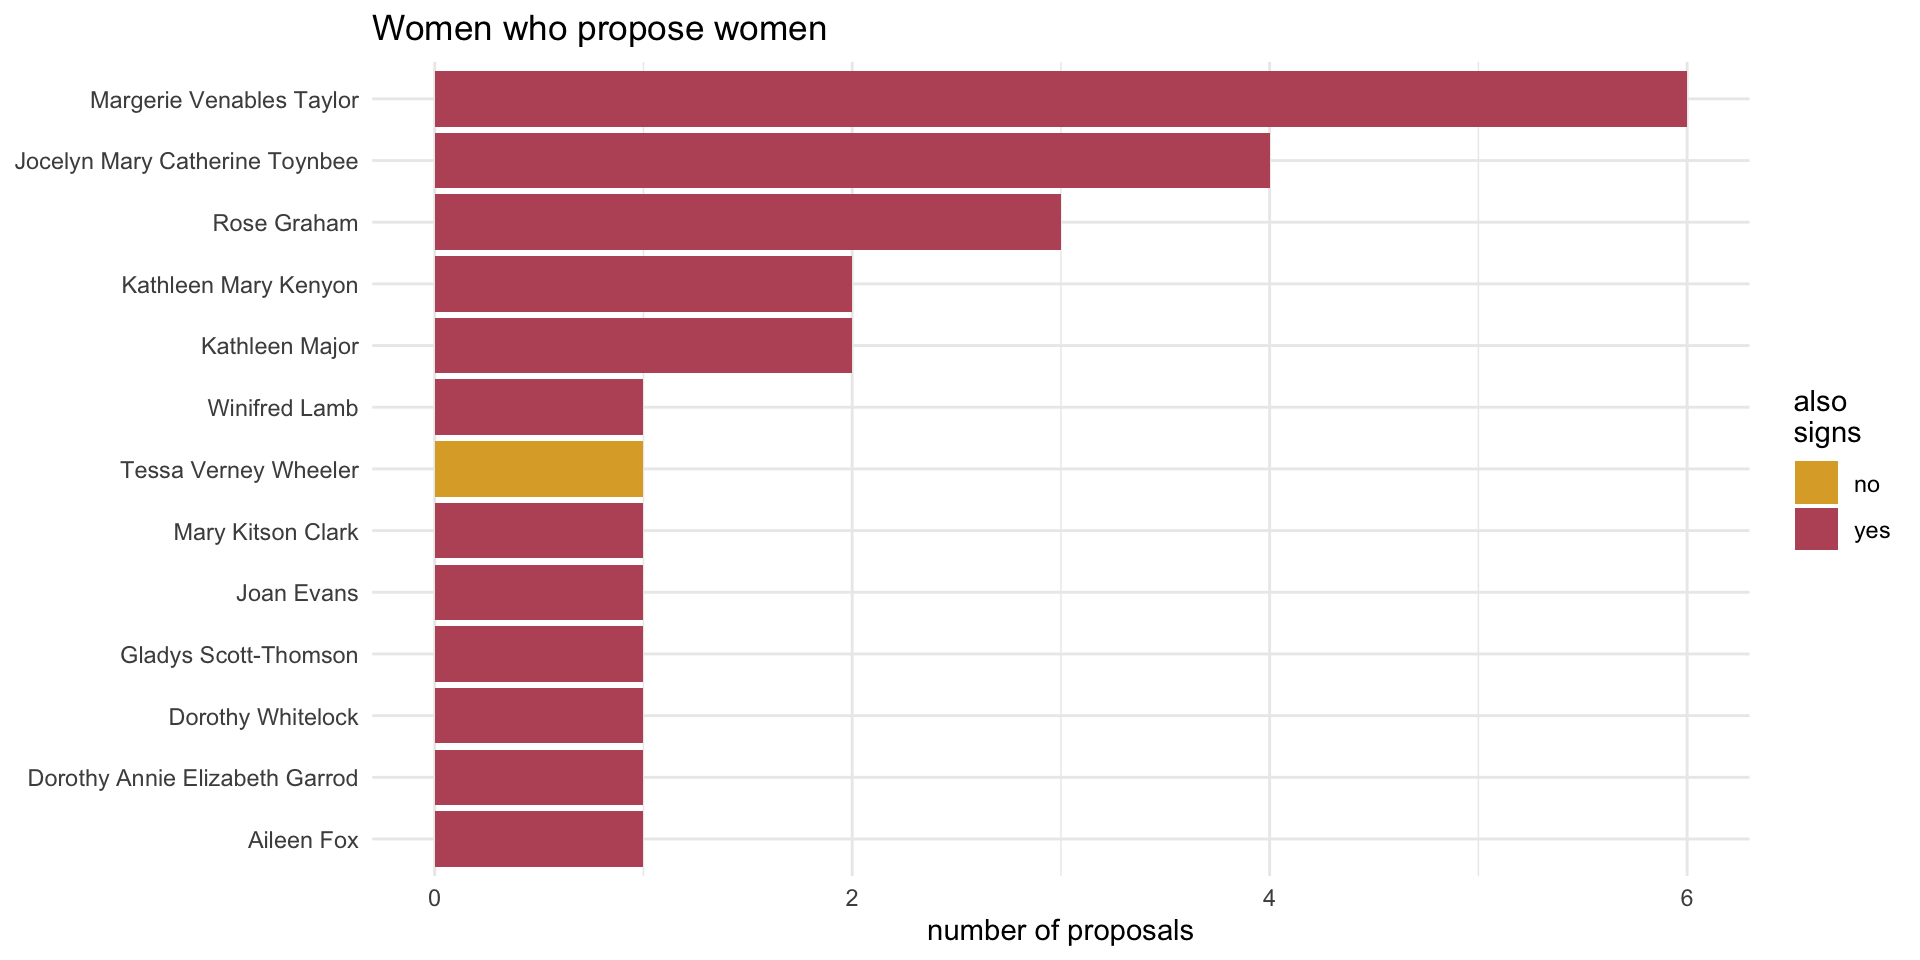 Women who propose women
Margerie Venables Taylor
Jocelyn Mary Catherine Toynbee
Rose Graham
Kathleen Mary Kenyon
Kathleen Major
Winifred Lamb
Tessa Verney Wheeler
Mary Kitson Clark
Joan Evans
Gladys Scott-Thomson
Dorothy Whitelock
Dorothy Annie Elizabeth Garrod
Aileen Fox
0 2 4 6
number of proposals
also
signs
no
yes